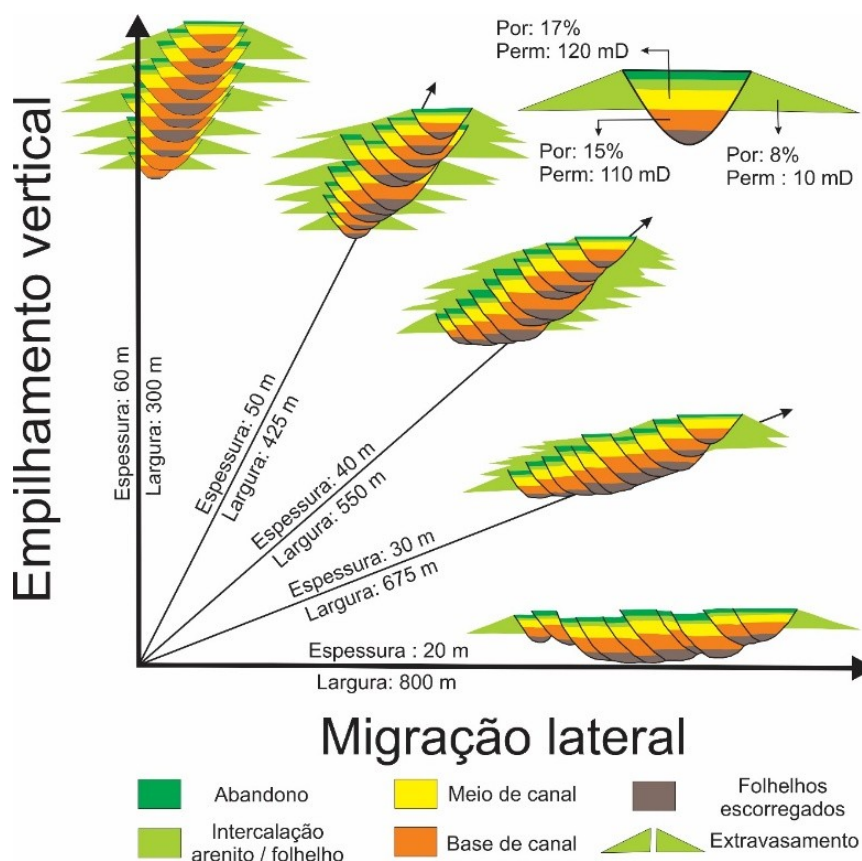 Por: 17%
Perm: 120 mD
Por: 15%
Perm: 110 mD
Por: 8%
Perm : 10 mD
Empilhamento vertical
Espessura: 60 m
Largura: 300 m
Espessura: 50 m
Largura: 425 m
Espessura: 40 m
Largura: 550 m
Espessura: 30 m
Largura: 675 m
Espessura : 20 m
Largura: 800 m
Migração lateral
Abandono
Meio de canal
Folhelhos
escorregados
Intercalação
arenito / folhelho
Base de canal
Extravasamento